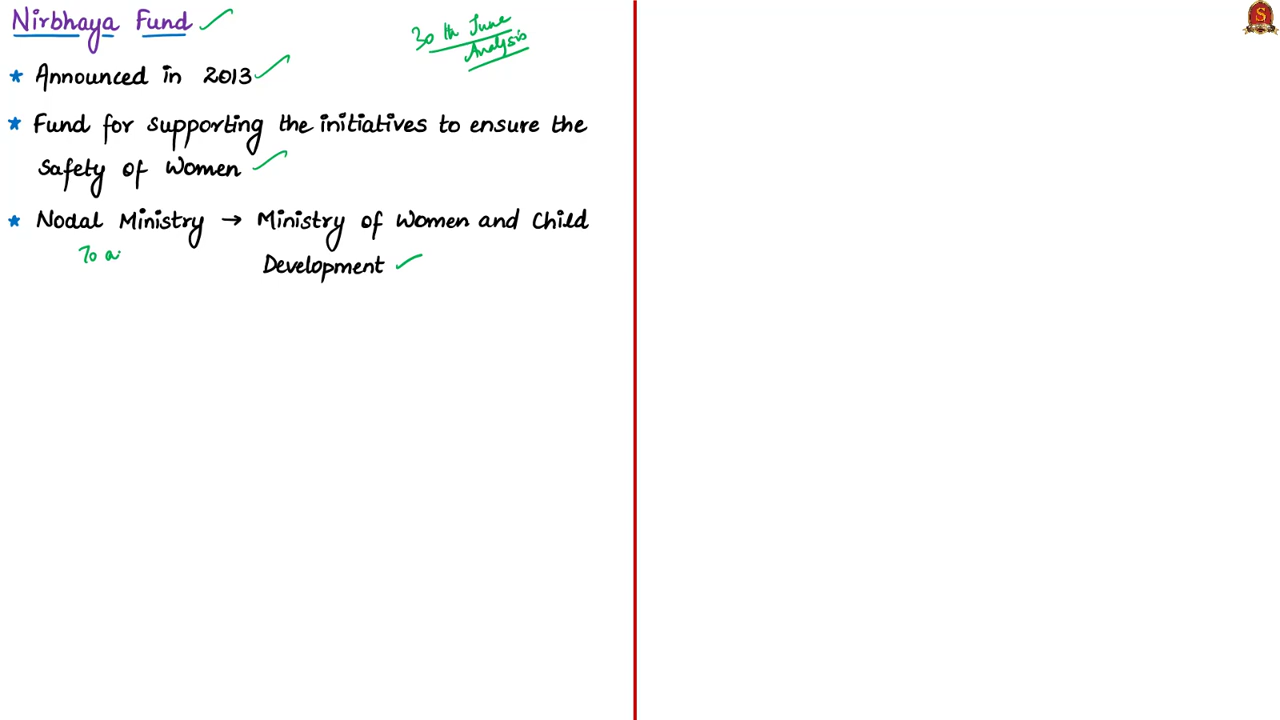 Nirbhaya Fund
30th June
Analysis
Announced in 2013
Fund for supporting the initiatives to ensure the
Safety of Women
Nodal Ministry → Ministry of Women and Child
To a
Development
S